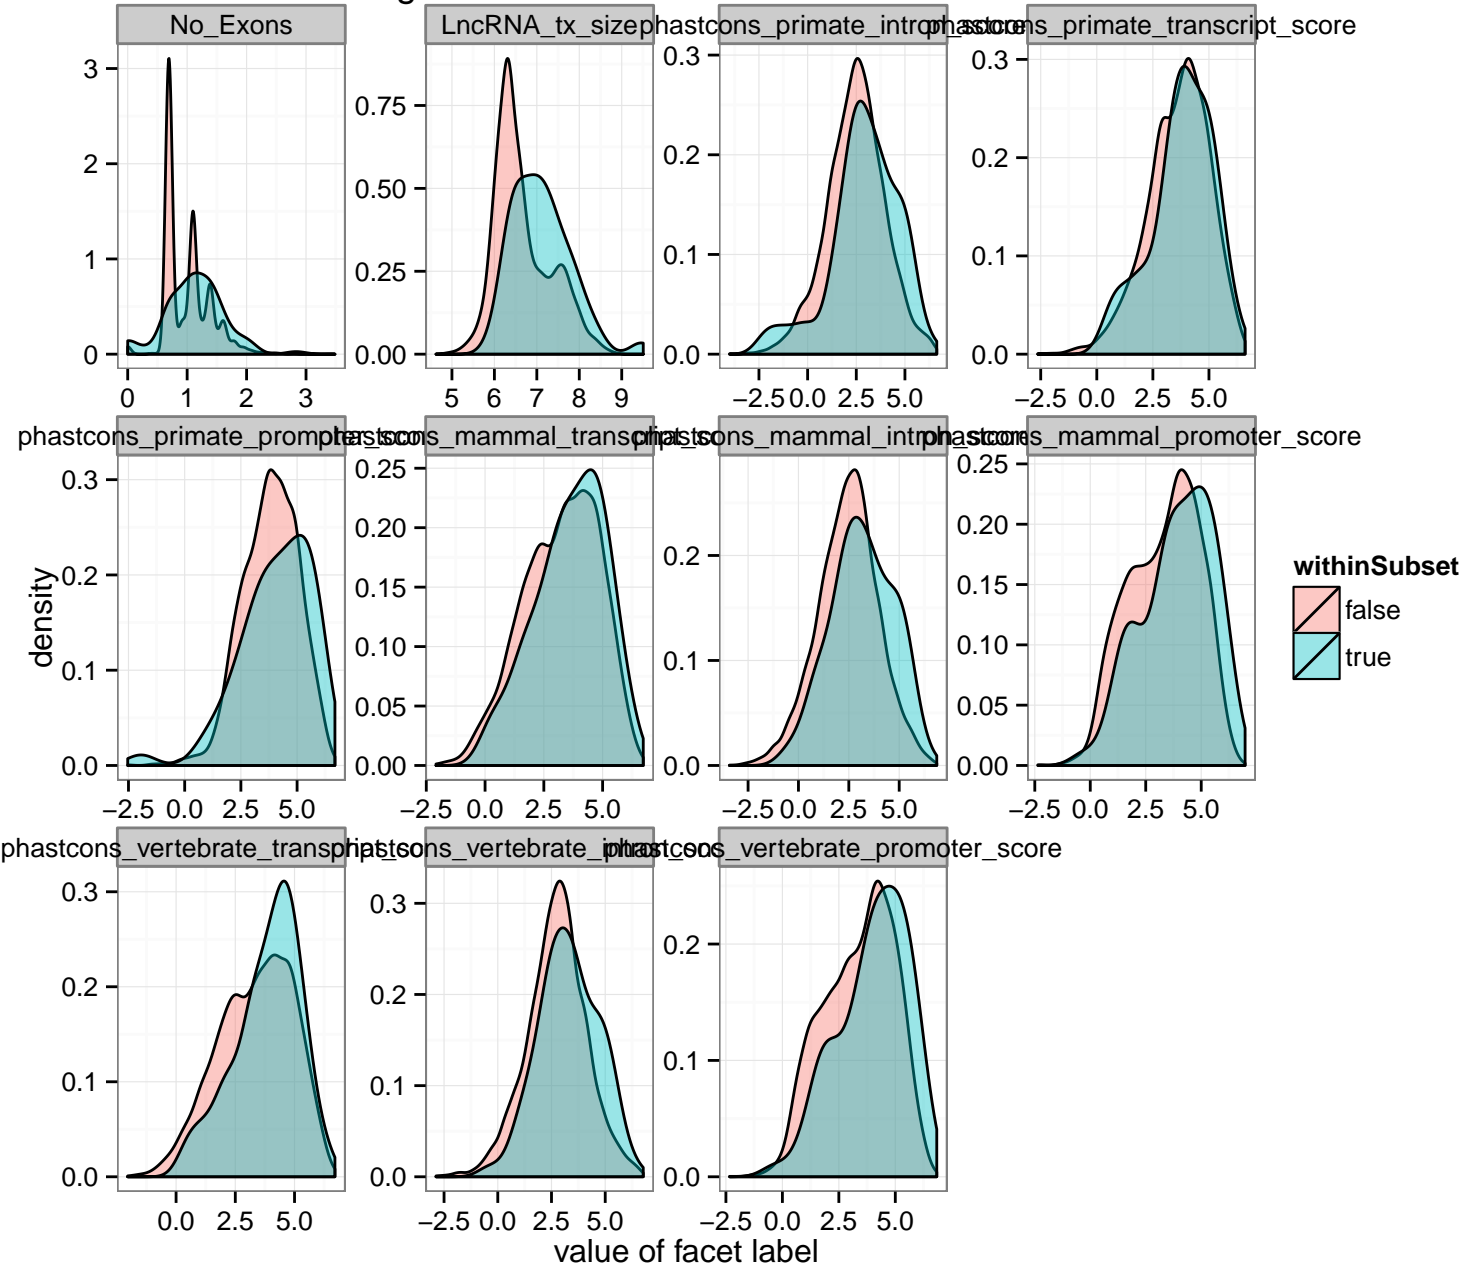 g
No_Exons
LncRNA_tx_size
phastcons_primate_intron_score
phastcons_primate_transcript_score
3
2
1
0
0.75
0.50
0.25
0.00
0.3
0.2
0.1
0.0
0.3
0.2
0.1
0.0
0 1 2 3
5 6 7 8 9
−2.5 0.0 2.5 5.0
−2.5 0.0 2.5 5.0
phastcons_primate_promoter_score
phastcons_mammal_transcript_score
phastcons_mammal_intron_score
phastcons_mammal_promoter_score
0.3
0.2
0.1
0.0
0.25
0.20
0.15
0.10
0.05
0.00
0.2
0.1
0.0
0.25
0.20
0.15
0.10
0.05
0.00
−2.5 0.0 2.5 5.0
−2.5 0.0 2.5 5.0
−2.5 0.0 2.5 5.0
−2.5 0.0 2.5 5.0
density
withinSubset
false
true
phastcons_vertebrate_transcript_score
phastcons_vertebrate_intron_score
phastcons_vertebrate_promoter_score
0.3
0.2
0.1
0.0
0.3
0.2
0.1
0.0
0.2
0.1
0.0
0.0 2.5 5.0
−2.5 0.0 2.5 5.0
−2.5 0.0 2.5 5.0
value of facet label